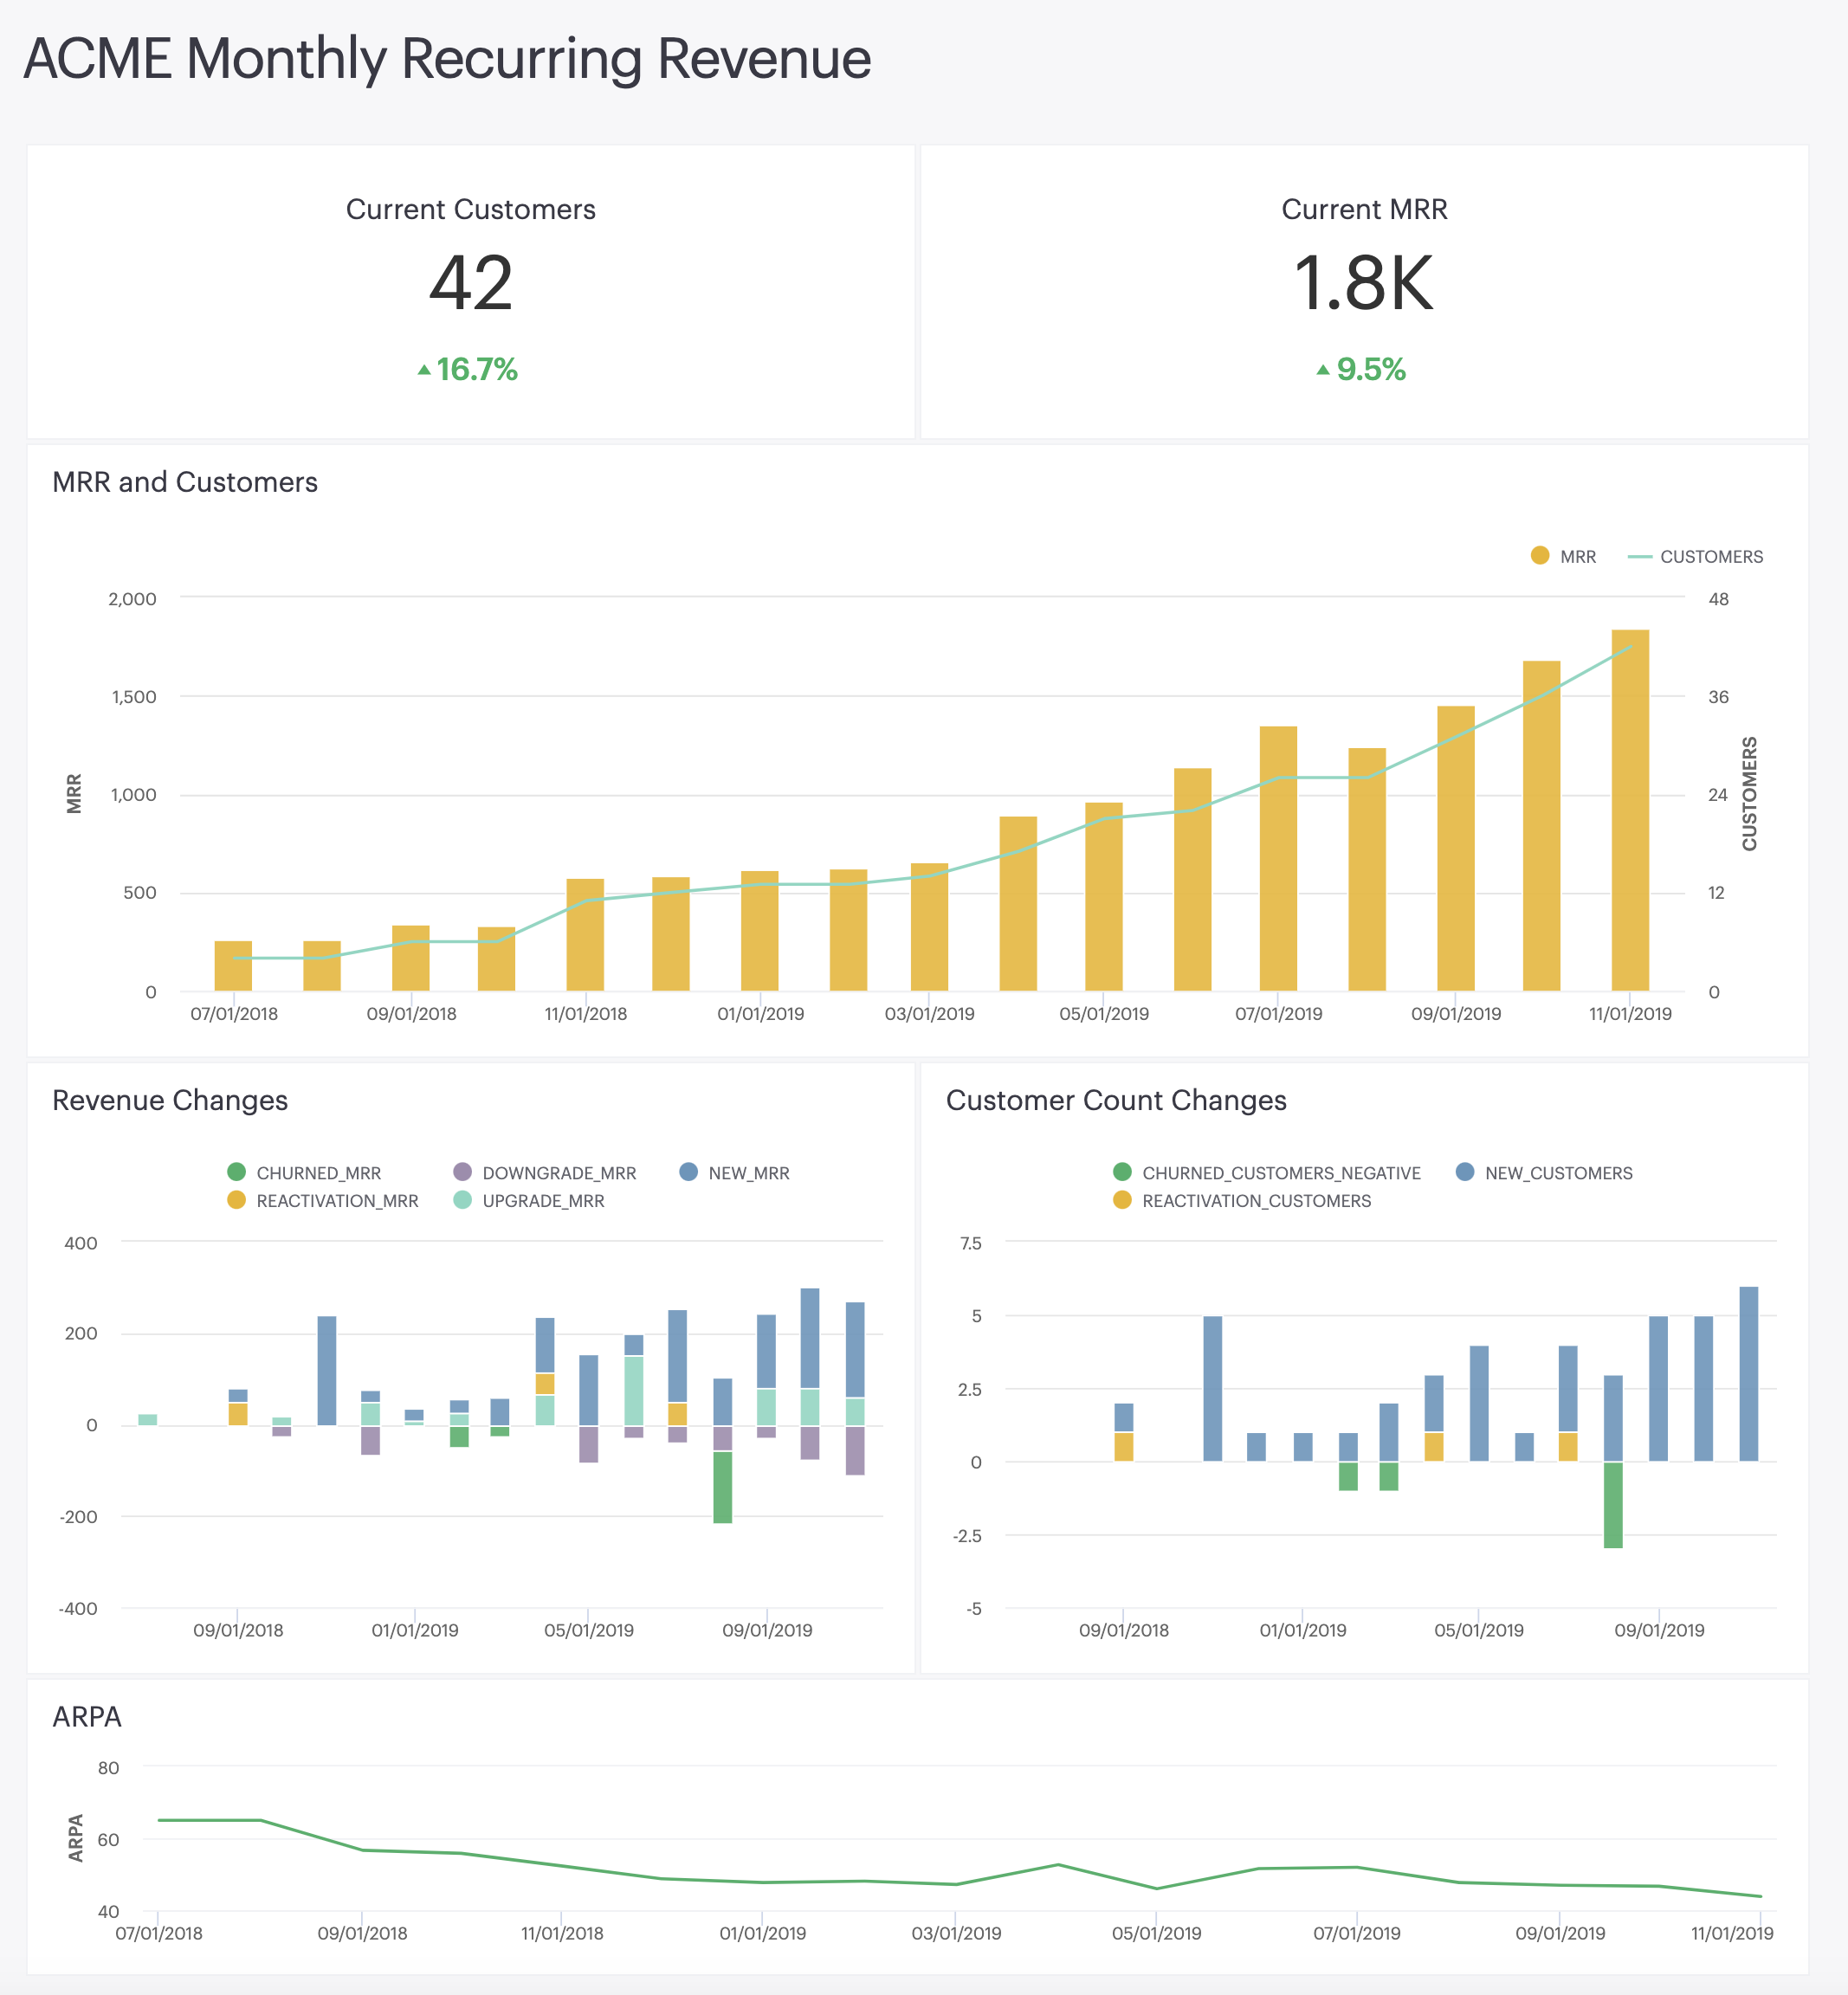 ACME Monthly Recurring Revenue
Current Customers
42
▲ 16.7%
Current MRR
1.8K
▲ 9.5%
MRR and Customers
MRR CUSTOMERS
2,000
1,500
1,000
500
0
MRR
48
36
24
12
0
CUSTOMERS
07/01/2018 09/01/2018 11/01/2018 01/01/2019 03/01/2019 05/01/2019 07/01/2019 09/01/2019 11/01/2019
Revenue Changes
CHURNED_MRR DOWNGRADE_MRR NEW_MRR
REACTIVATION_MRR UPGRADE_MRR
400
200
0
-200
-400
09/01/2018 01/01/2019 05/01/2019 09/01/2019
Customer Count Changes
CHURNED_CUSTOMERS_NEGATIVE NEW_CUSTOMERS
REACTIVATION_CUSTOMERS
7.5
5
2.5
0
-2.5
-5
09/01/2018 01/01/2019 05/01/2019 09/01/2019
ARPA
80
60
40
ARPA
07/01/2018 09/01/2018 11/01/2018 01/01/2019 03/01/2019 05/01/2019 07/01/2019 09/01/2019 11/01/2019